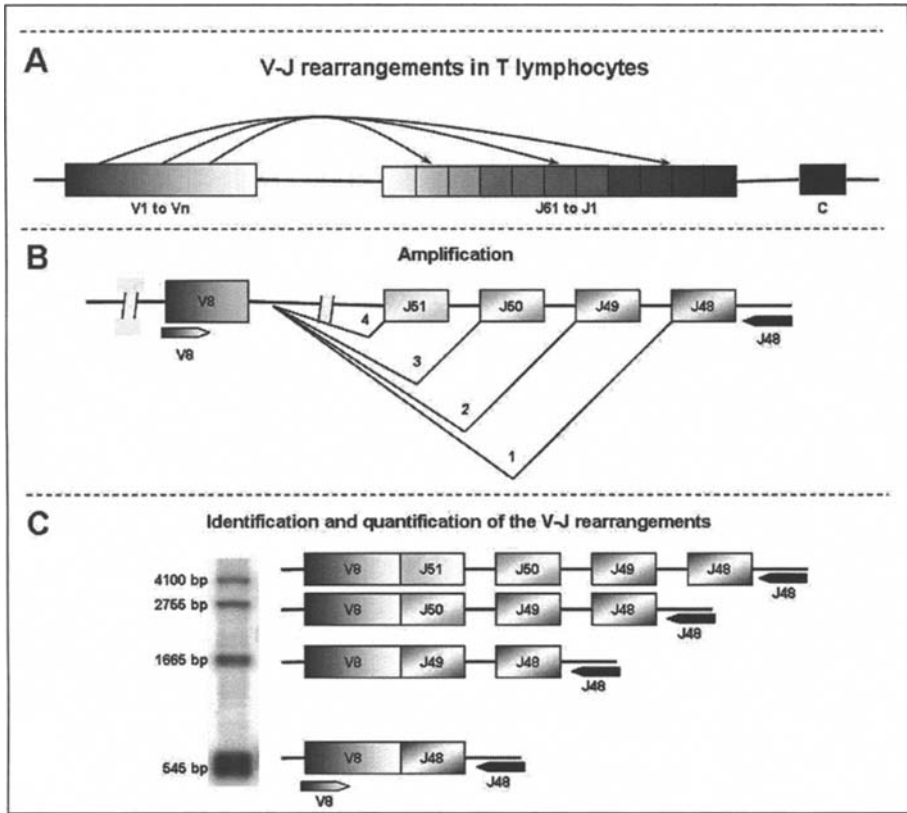 A
V-J rearrangements in T lymphocytes
V1 to Vn
J61 to J1
C
B
Amplification
V8
J51
J50
J49
J48
V8
J48
4
3
2
1
C
Identification and quantification of the V-J rearrangements
4100 bp
V8
J51
J50
J49
J48
J48
2755 bp
V8
J50
J49
J48
J48
1665 bp
V8
J49
J48
J48
545 bp
V8
J48
J48
V8